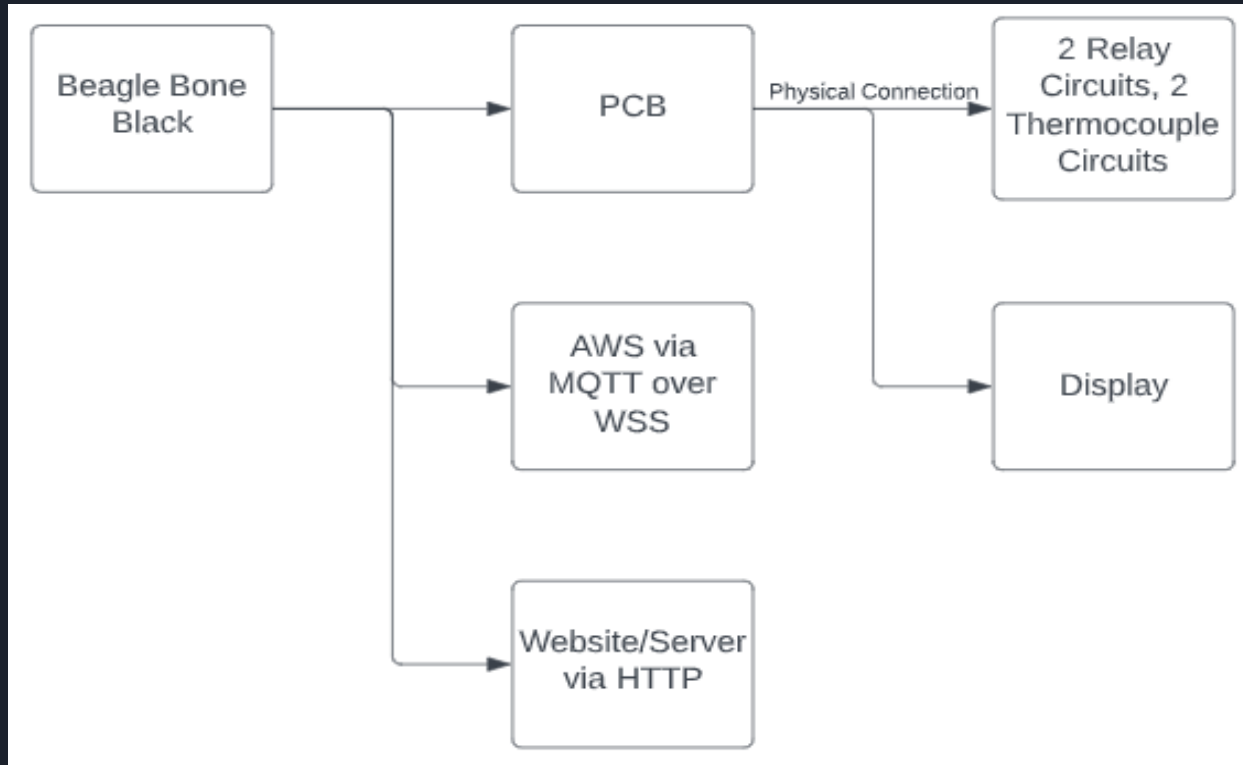 Beagle Bone
Black
PCB
Physical Connection
2 Relay
Circuits, 2
Thermocouple
Circuits
AWS via
MQTT over
WSS
Display
Website/Server
via HTTP